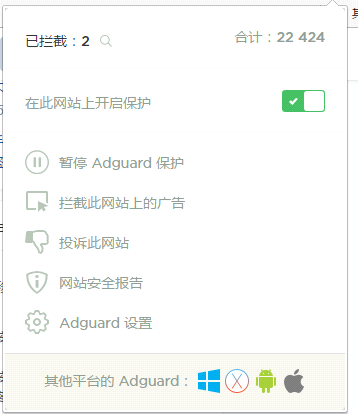 已拦截：2 合计：22 424
在此网站上开启保护
暂停 Adguard 保护
拦截此网站上的广告
投诉此网站
网站安全报告
Adguard 设置
其他平台的 Adguard：